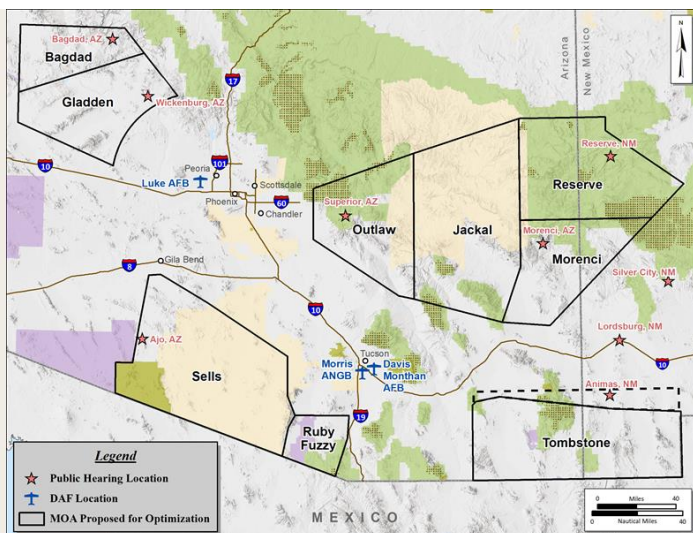 N
Bagdad, AZ
Bagdad
Gladden
Wickenburg, AZ
17
Arizona
New Mexico
10
Peoria
101
Luke AFB
Scottsdale
Phoenix
60
Chandler
Superior, AZ
Outlaw
Jackal
Reserve, NM
Reserve
Morenci, AZ
Morenci
Silver City, NM
Gila Bend
8
10
Lordsburg, NM
10
Ajo, AZ
Sells
Tucson
Morris
ANGB
Davis
Monthan
AFB
19
Animas, NM
Ruby
Fuzzy
Tombstone
Legend
Public Hearing Location
DAF Location
MOA Proposed for Optimization
MEXICO
Miles
0 40
0 40
Nautical Miles